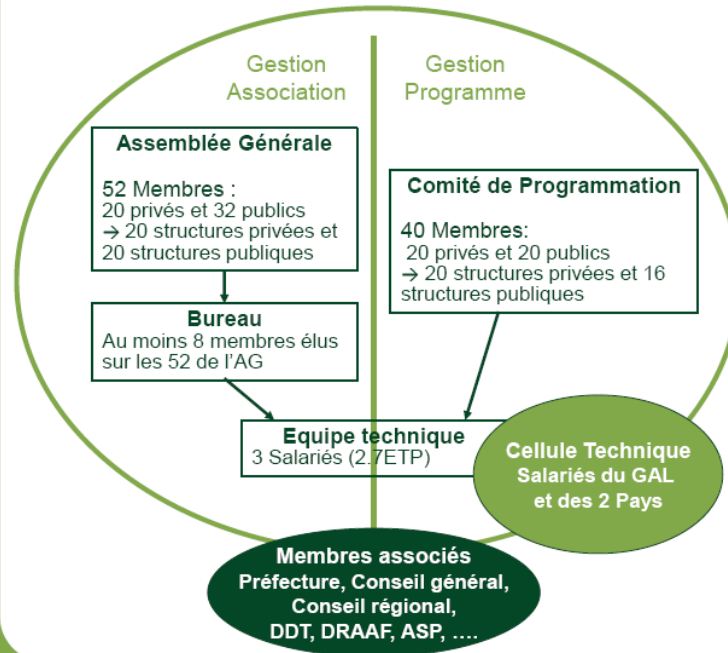 Gestion
Association
Gestion
Programme
Assemblée Générale
52 Membres :
20 privés et 32 publics
→ 20 structures privées et
20 structures publiques
Comité de Programmation
40 Membres:
20 privés et 20 publics
→ 20 structures privées et 16
structures publiques
Bureau
Au moins 8 membres élus
sur les 52 de l'AG
Equipe technique
3 Salariés (2.7ETP)
Cellule Technique
Salariés du GAL
et des 2 Pays
Membres associés
Préfecture, Conseil général,
Conseil régional,
DDT, DRAAF, ASP, ....